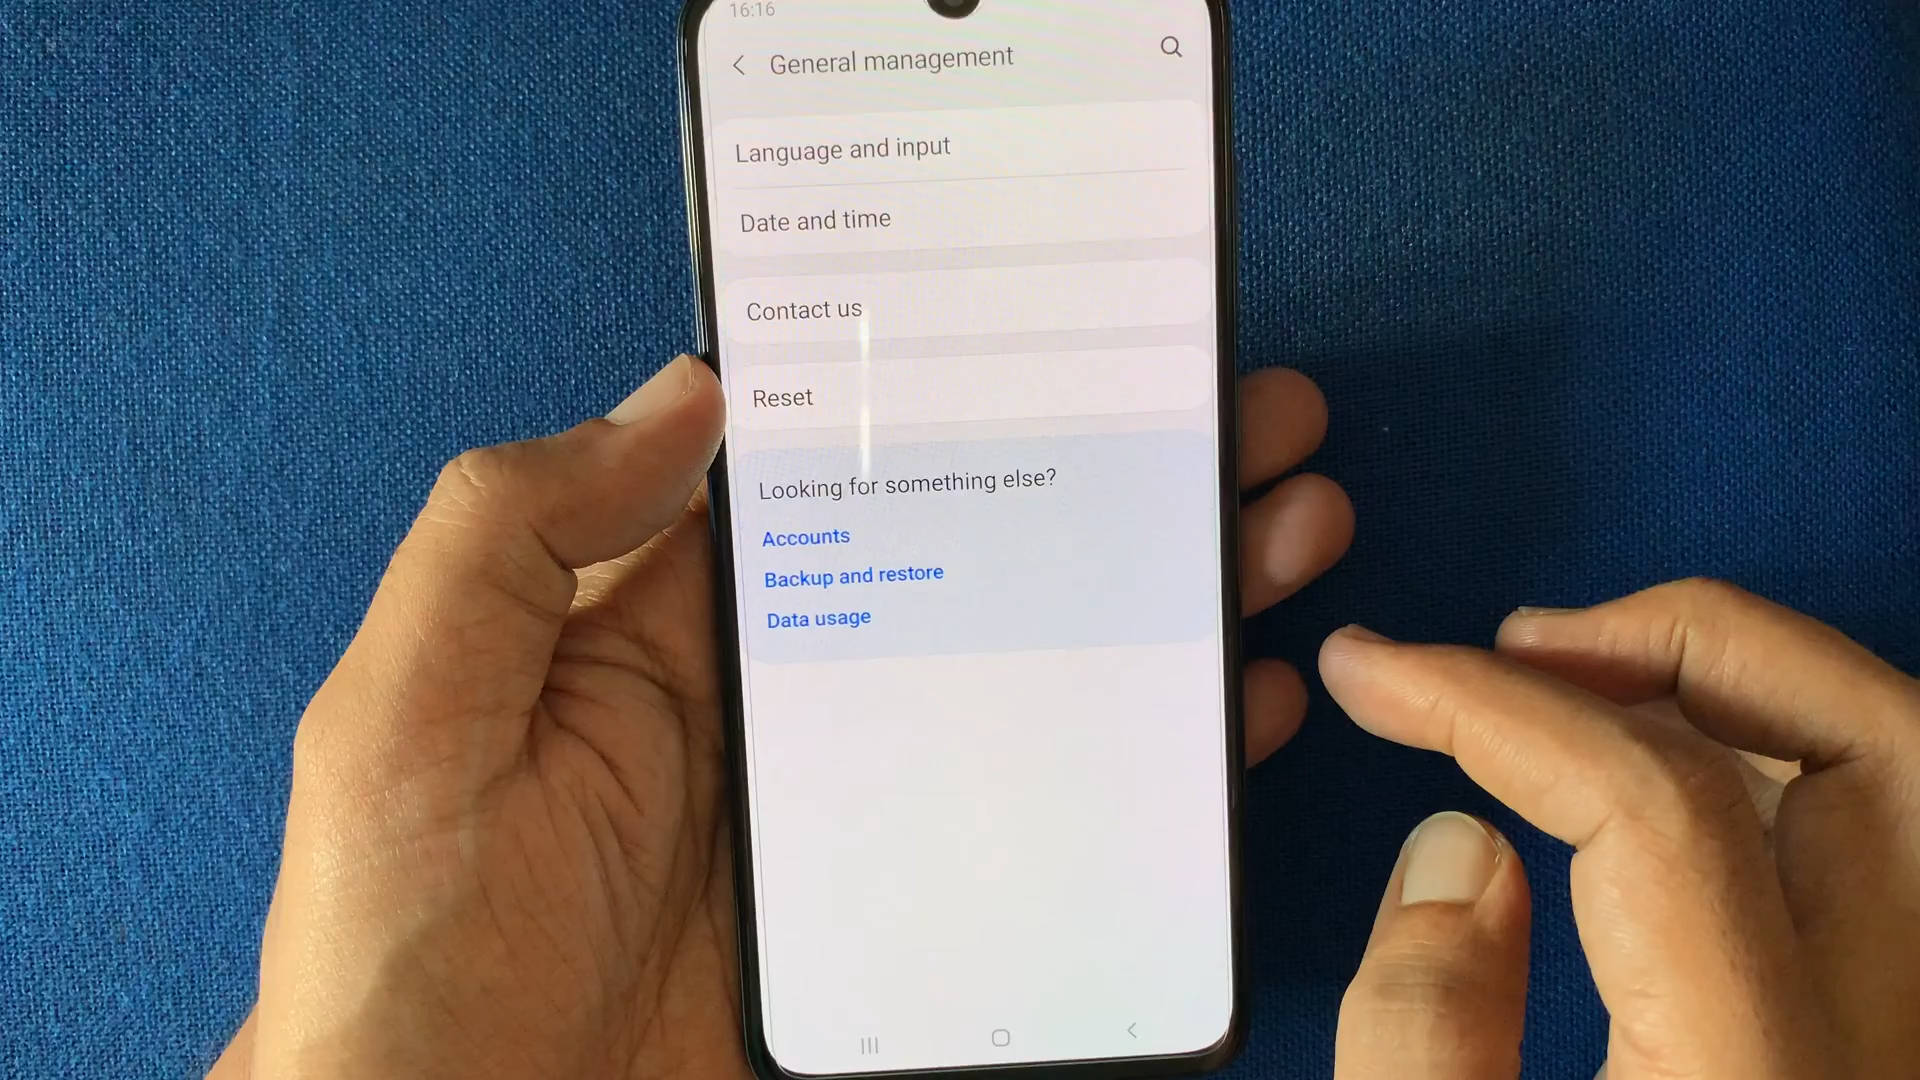 16:16
General management
Language and input
Date and time
Contact us
Reset
Looking for something else?
Accounts
Backup and restore
Data usage